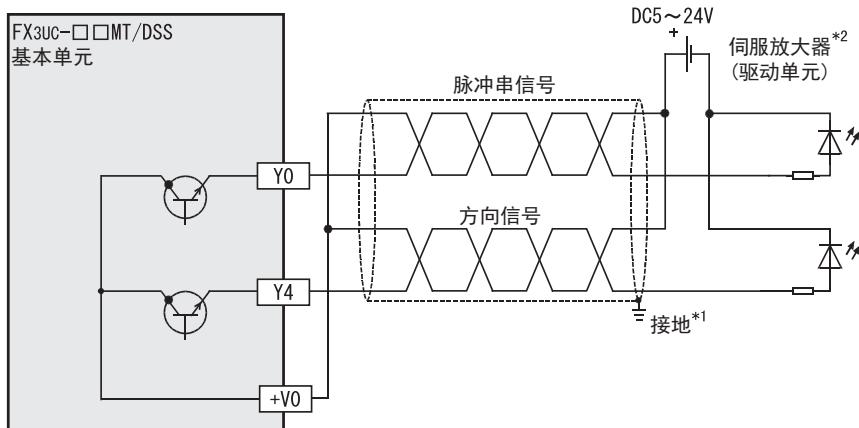 DC5～24V
+
FX3UC-□□MT/DSS
基本单元
伺服放大器*2
(驱动单元)
脉冲串信号
Y0
方向信号
Y4
接地*1
+V0